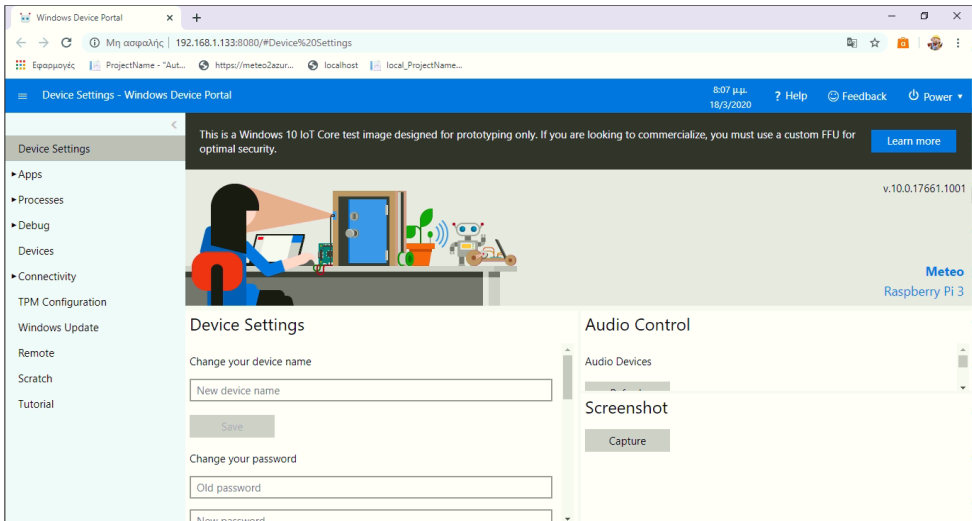 Windows Device Portal
Μη ασφαλής | 192.168.1.133:8080/#Device%20Settings
Εφαρμογές
ProjectName - "Aut...
https://meteo2azur...
localhost
local_ProjectName...
Device Settings - Windows Device Portal
8:07 μ.μ.
18/3/2020
? Help
Feedback
Power
This is a Windows 10 IoT Core test image designed for prototyping only. If you are looking to commercialize, you must use a custom FFU for
optimal security.
Learn more
Device Settings
Apps
Processes
Debug
Devices
Connectivity
TPM Configuration
Windows Update
Remote
Scratch
Tutorial
v.10.0.17661.1001
Meteo
Raspberry Pi 3
Device Settings
Change your device name
New device name
Save
Change your password
Old password
New password
Audio Control
Audio Devices
Screenshot
Capture